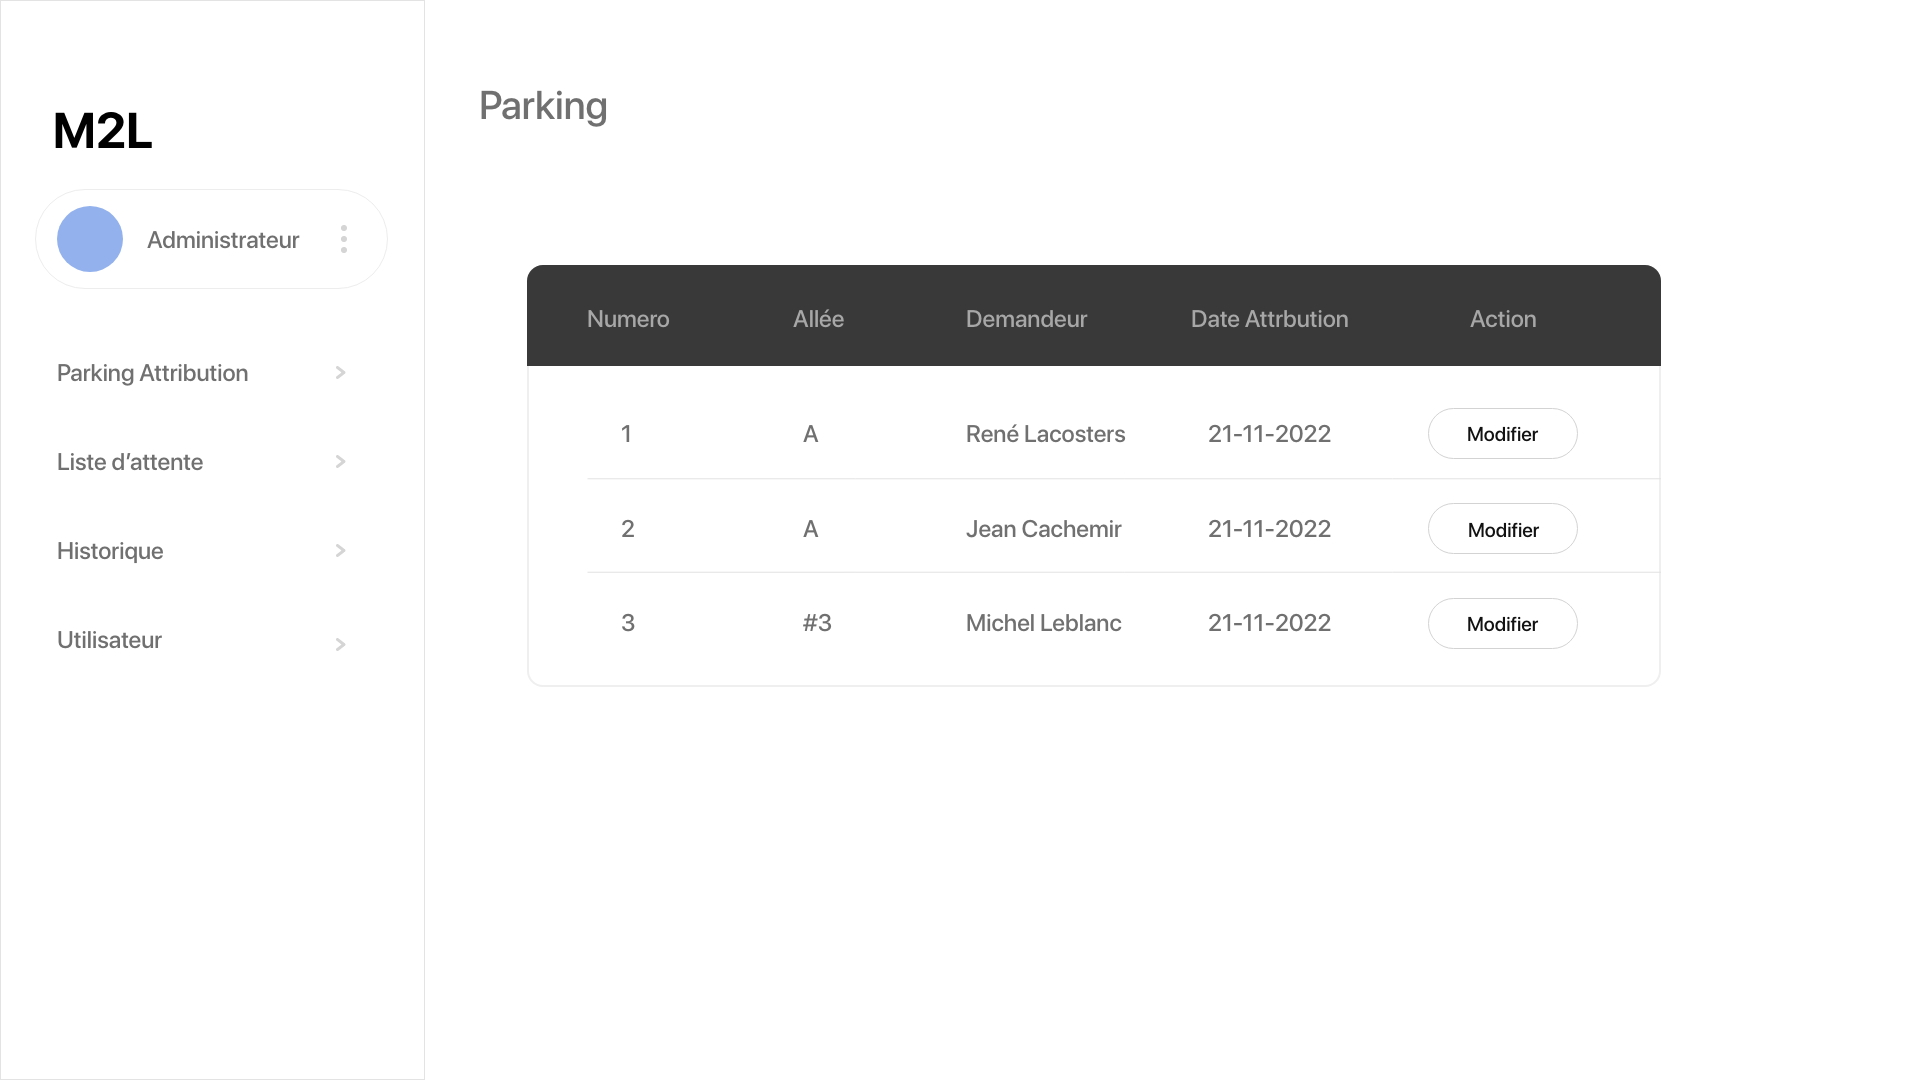 M2L
Administrateur
Parking Attribution
Liste d’attente
Historique
Utilisateur
Parking
Numero Allée Demandeur Date Attrbution Action
1 A René Lacosters 21-11-2022 Modifier
2 A Jean Cachemir 21-11-2022 Modifier
3 #3 Michel Leblanc 21-11-2022 Modifier